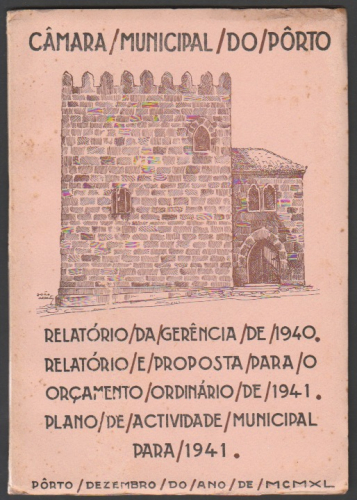 CÂMARA/MUNICIPAL/DO/PÔRTO
RELATÓRIO/DA/GERÊNCIA/DE/1940.
RELATÓRIO/E/PROPOSTA/PARA/O
ORÇAMENTO/ORDINÁRIO/DE/1941.
PLANO/DE/ACTIVIDADE/MUNICIPAL
PARA/1941.
PÔRTO/DEZEMBRO/DO/ANO/DE/MCMXL